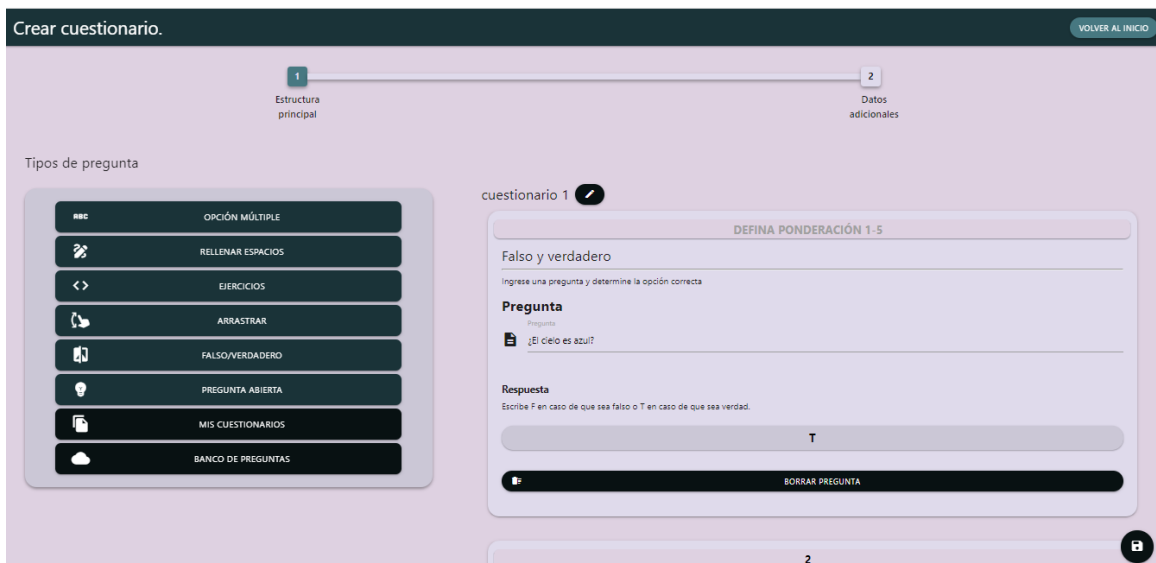 Crear cuestionario.
VOLVER AL INICIO
1
2
Estructura
principal
Datos
adicionales
Tipos de pregunta
ABC OPCIÓN MÚLTIPLE
RELLENAR ESPACIOS
EJERCICIOS
ARRASTRAR
FALSO/VERDADERO
PREGUNTA ABIERTA
MIS CUESTIONARIOS
BANCO DE PREGUNTAS
cuestionario 1
DEFINA PONDERACIÓN 1-5
Falso y verdadero
Ingrese una pregunta y determine la opción correcta
Pregunta
Pregunta
¿El cielo es azul?
Respuesta
Escribe F en caso de que sea falso o T en caso de que sea verdad.
T
BORRAR PREGUNTA
2